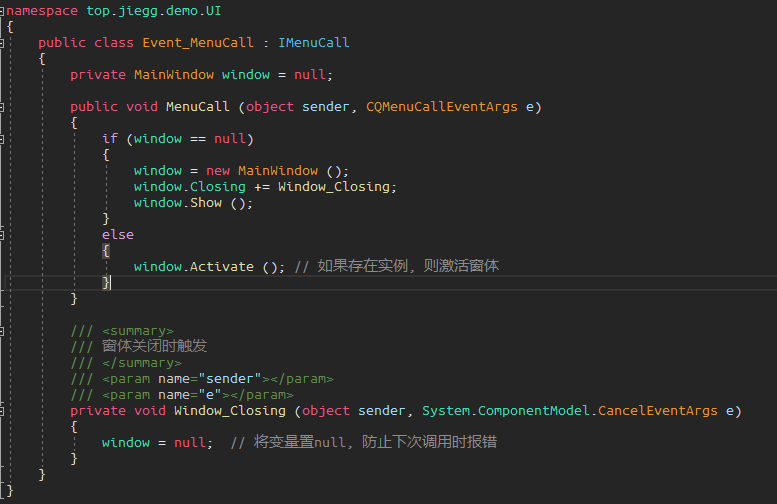 namespace top.jiegg.demo.UI
{
    public class Event_MenuCall : IMenuCall
    {
        private MainWindow window = null;

        public void MenuCall (object sender, CQMenuCallEventArgs e)
        {
            if (window == null)
            {
                window = new MainWindow ();
                window.Closing += Window_Closing;
                window.Show ();
            }
            else
            {
                window.Activate (); // 如果存在实例, 则激活窗体
            }
        }

        /// <summary>
        /// 窗体关闭时触发
        /// </summary>
        /// <param name="sender"></param>
        /// <param name="e"></param>
        private void Window_Closing (object sender, System.ComponentModel.CancelEventArgs e)
        {
            window = null;  // 将变量置null, 防止下次调用时报错
        }
    }
}